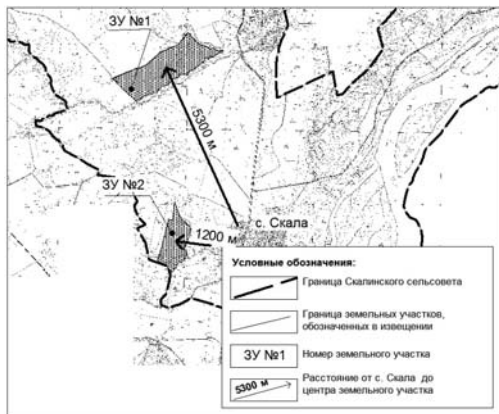 ЗУ №1
5300 м
ЗУ №2
1200 м
с. Скала
Условные обозначения:
Граница Скалинского сельсовета
Граница земельных участков,
обозначенных в извещении
ЗУ №1
Номер земельного участка
5300 м
Расстояние от с. Скала до
центра земельного участка